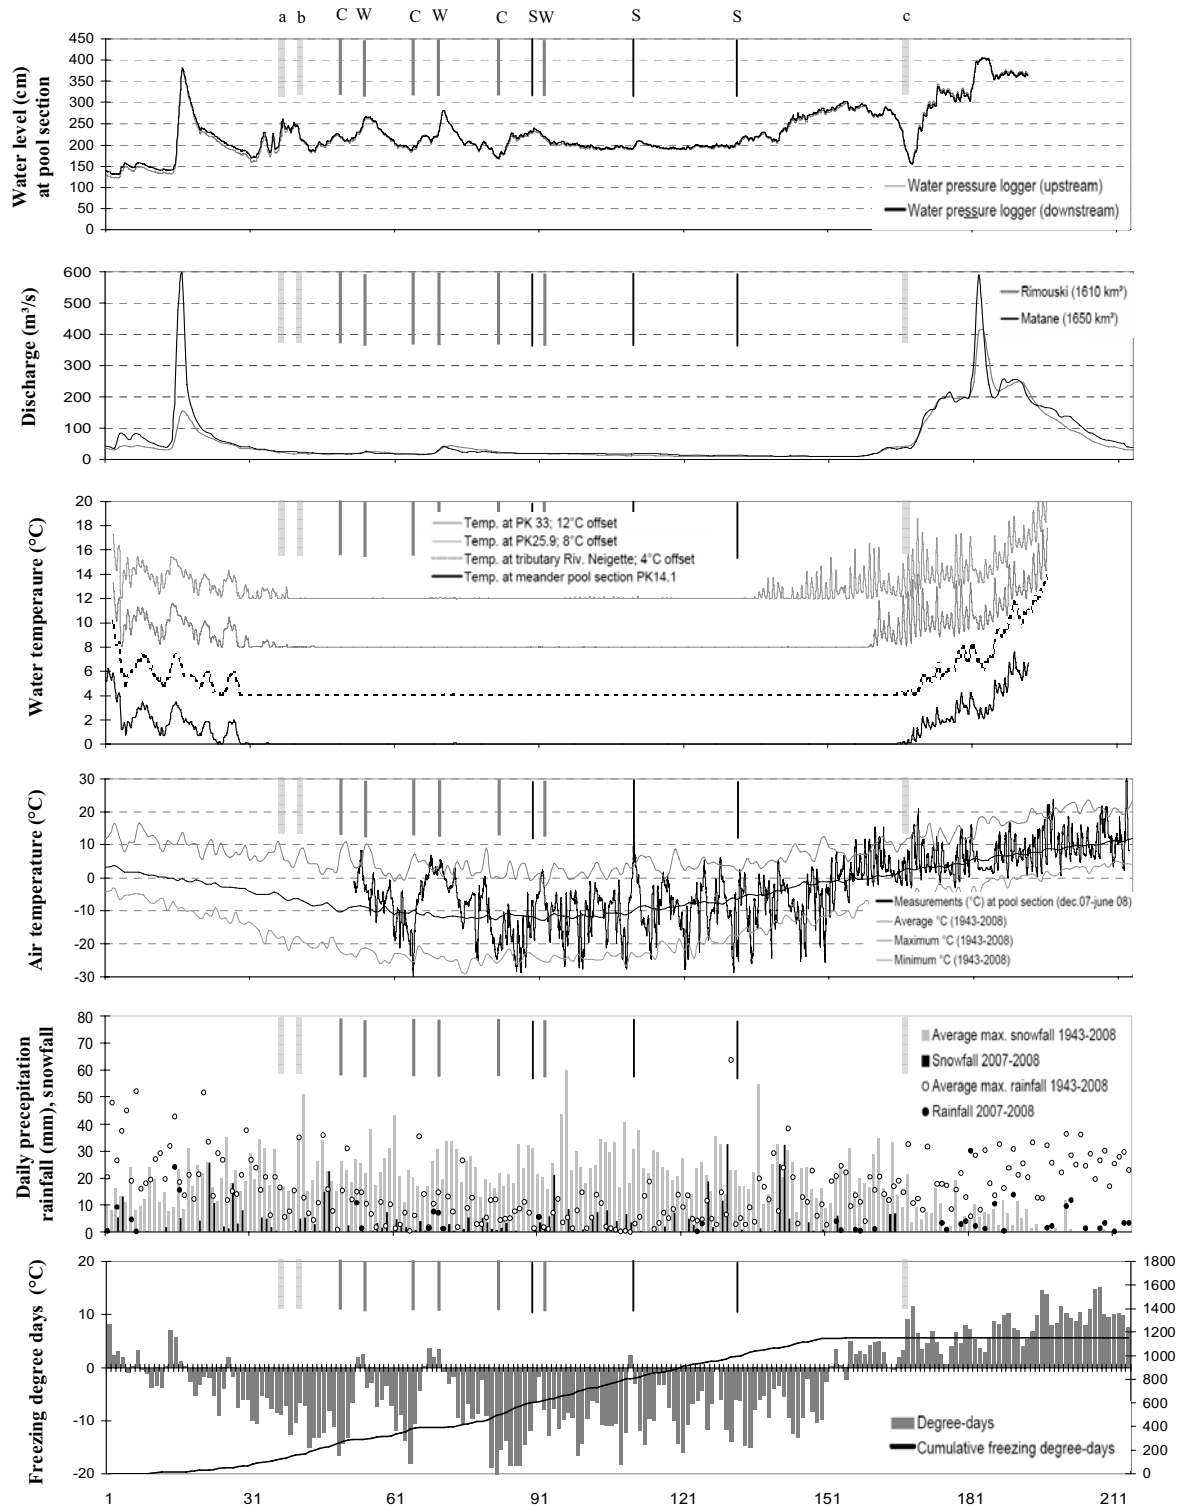 a b C W C W C S W S S c
Water level (cm)
at pool section
450
400
350
300
250
200
150
100
50
0
Water pressure logger (upstream)
Water pressure logger (downstream)
Discharge (m³/s)
600
500
400
300
200
100
0
Rimouski (1610 km²)
Matane (1650 km²)
1 31 61 91 121 151 181 211
Water temperaure (°C)
20
18
16
14
12
10
8
6
4
2
0
Temp. at PK 33; 12°C offset
Temp. at PK25.9; 8°C offset
Temp. at tributary Riv. Neigette; 4°C offset
Temp. at meander pool section PK14.1
Air temperature (°C)
30
20
10
0
-10
-20
-30
Measurements (°C) at pool section (dec.07-june 08)
Average °C (1943-2008)
Maximum °C (1943-2008)
Minimum °C (1943-2008)
Daily precepitation
rainfall (mm), snowfall
80
70
60
50
40
30
20
10
0
Average max. snowfall 1943-2008
Snowfall 2007-2008
Average max. rainfall 1943-2008
Rainfall 2007-2008
Freezing degree days (°C)
20
10
0
-10
-20
1800
1600
1400
1200
1000
800
600
400
200
0
Degree-days
Cumulative freezing degree-days